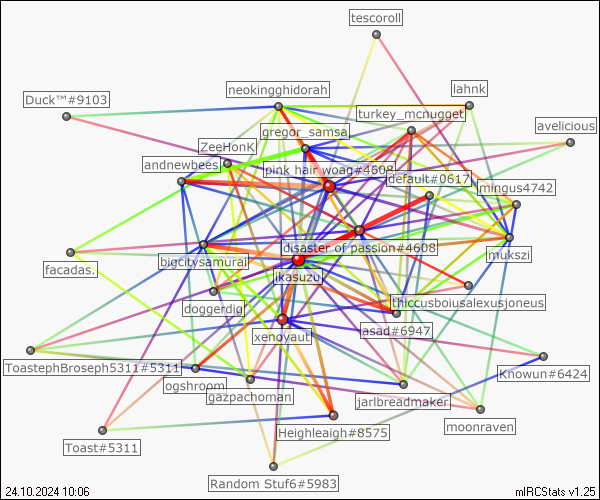 tescoroll
neokingghidorah
lahnk
Duck™#9103
turkey_mcnugget
gregor_samsa
avelicious
ZeeHonK
andnewbees
pink hair woag#4608
default#0617
mingus4742
disaster of passion#4608
mukszi
bigcitysamurai
facadas.
ikasuzu
doggerdig
thiccusboiusalexusjoneus
xenoyaut
asad#6947
ToastephBroseph5311#5311
Knowun#6424
ogshroom
gazpachoman
jarlbreadmaker
moonraven
Heighleaigh#8575
Toast#5311
Random Stuf6#5983
24.10.2024 10:06
mIRCStats v1.25